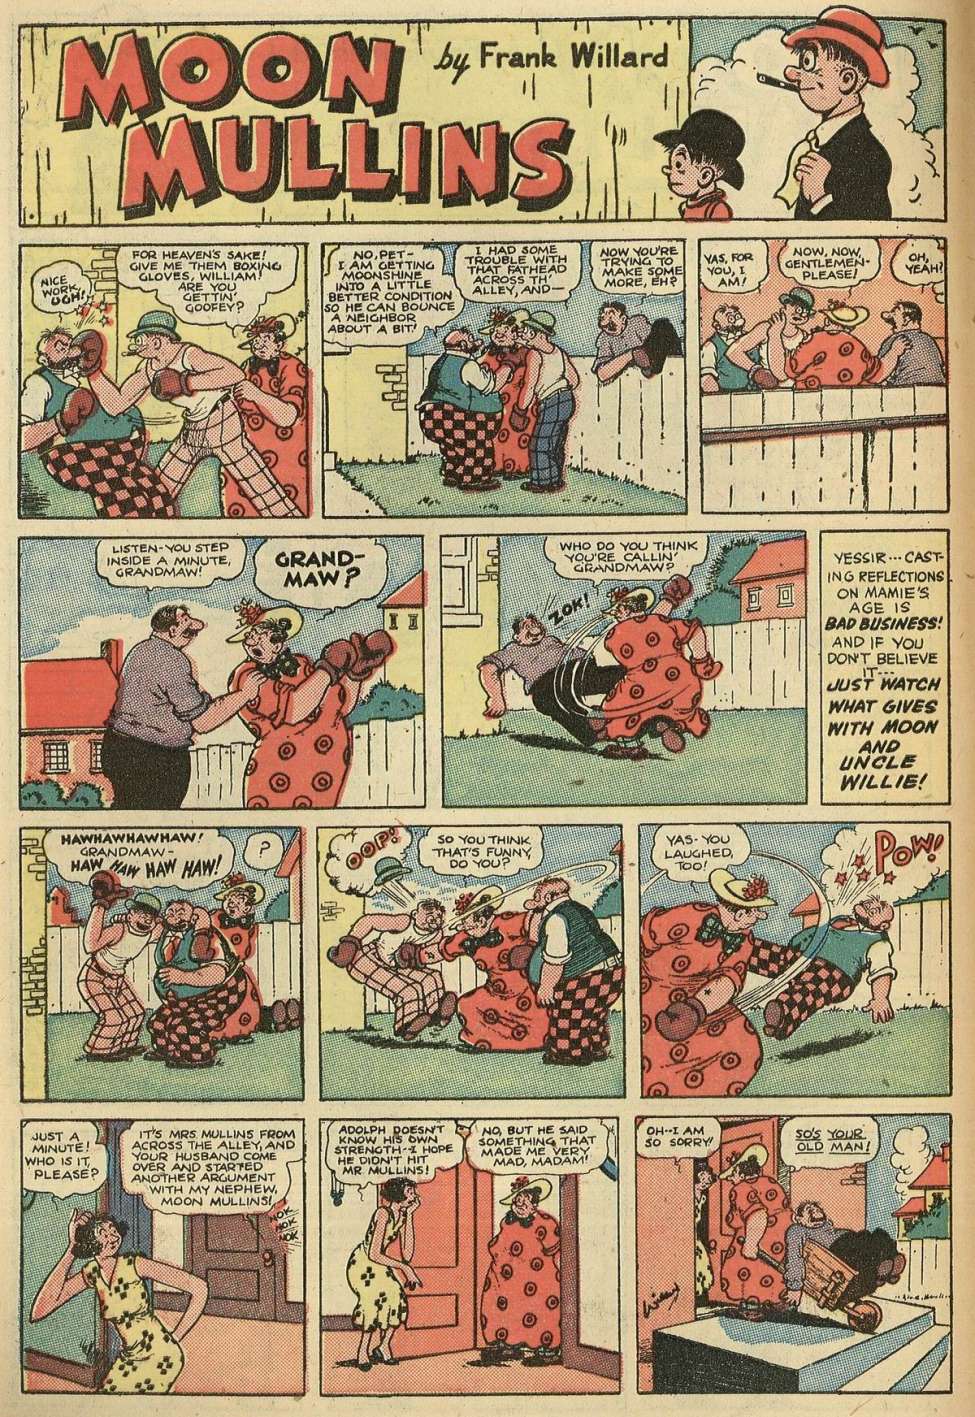 MOON
MULLINS
by Frank Willard
NICE
WORK,
UGH!
FOR HEAVEN'S SAKE!
GIVE ME THEM BOXING
GLOVES, WILLIAM!
ARE YOU
GETTIN'
GOOFEY?
NO, PET-
I AM GETTING
MOONSHINE
INTO A LITTLE
BETTER CONDITION
SO HE CAN BOUNCE
A NEIGHBOR
ABOUT A BIT!
I HAD SOME
TROUBLE WITH
THAT FATHEAD
ACROSS TH'
ALLEY, AND-
NOW YOU'RE
TRYING TO
MAKE SOME
MORE, EH?
YAS, FOR
YOU, I
AM!
NOW, NOW,
GENTLEMEN-
PLEASE!
OH,
YEAH?
LISTEN-YOU STEP
INSIDE A MINUTE,
GRANDMAW!
GRAND-
MAW?
WHO DO YOU THINK
YOU'RE CALLIN'
GRANDMAW?
ZOK!
YESSIR---CAST-
ING REFLECTIONS
ON MAMIE'S
AGE IS
BAD BUSINESS!
AND IF YOU
DON'T BELIEVE
IT---
JUST WATCH
WHAT GIVES
WITH MOON
AND
UNCLE
WILLIE!
HAWHAWHAWHAW!
GRANDMAW-
HAW HAW HAW HAW!
?
OOP!
SO YOU THINK
THAT'S FUNNY,
DO YOU?
YAS-YOU
LAUGHED,
TOO!
POW!
JUST A
MINUTE!
WHO IS IT
PLEASE?
IT'S MRS MULLINS FROM
ACROSS THE ALLEY, AND
YOUR HUSBAND COME
OVER AND STARTED
ANOTHER ARGUMENT
WITH MY NEPHEW,
MOON MULLINS!
NOK
NOK
NOK
ADOLPH DOESN'T
KNOW HIS OWN
STRENGTH-I HOPE
HE DIDN'T HIT
MR MULLINS!
NO, BUT HE SAID
SOMETHING THAT
MADE ME VERY
MAD, MADAM!
OH--I AM
SO SORRY!
SO'S YOUR
OLD MAN!
Willard